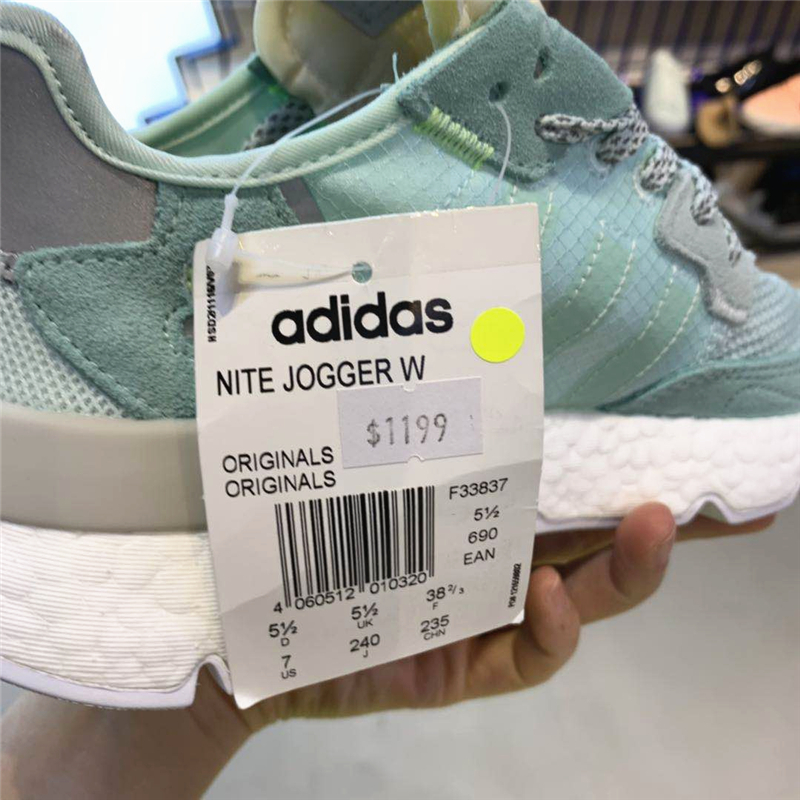 adidas
NITE JOGGER W
$1199
ORIGINALS
ORIGINALS
F33837
5½
690
EAN
4 060512 010320
5½ 5½ 38 2/3
D UK F
7 240 235
US J CHN